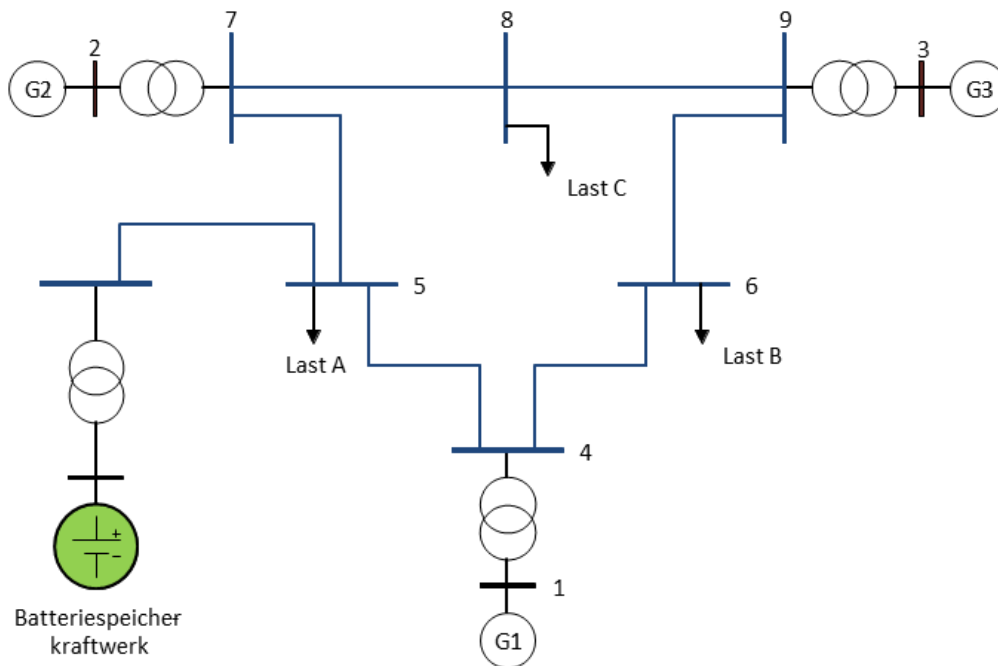 7
8
9
2
3
G2
G3
Last C
5
6
Last A
Last B
4
+
−
1
Batteriespeicher
kraftwerk
G1